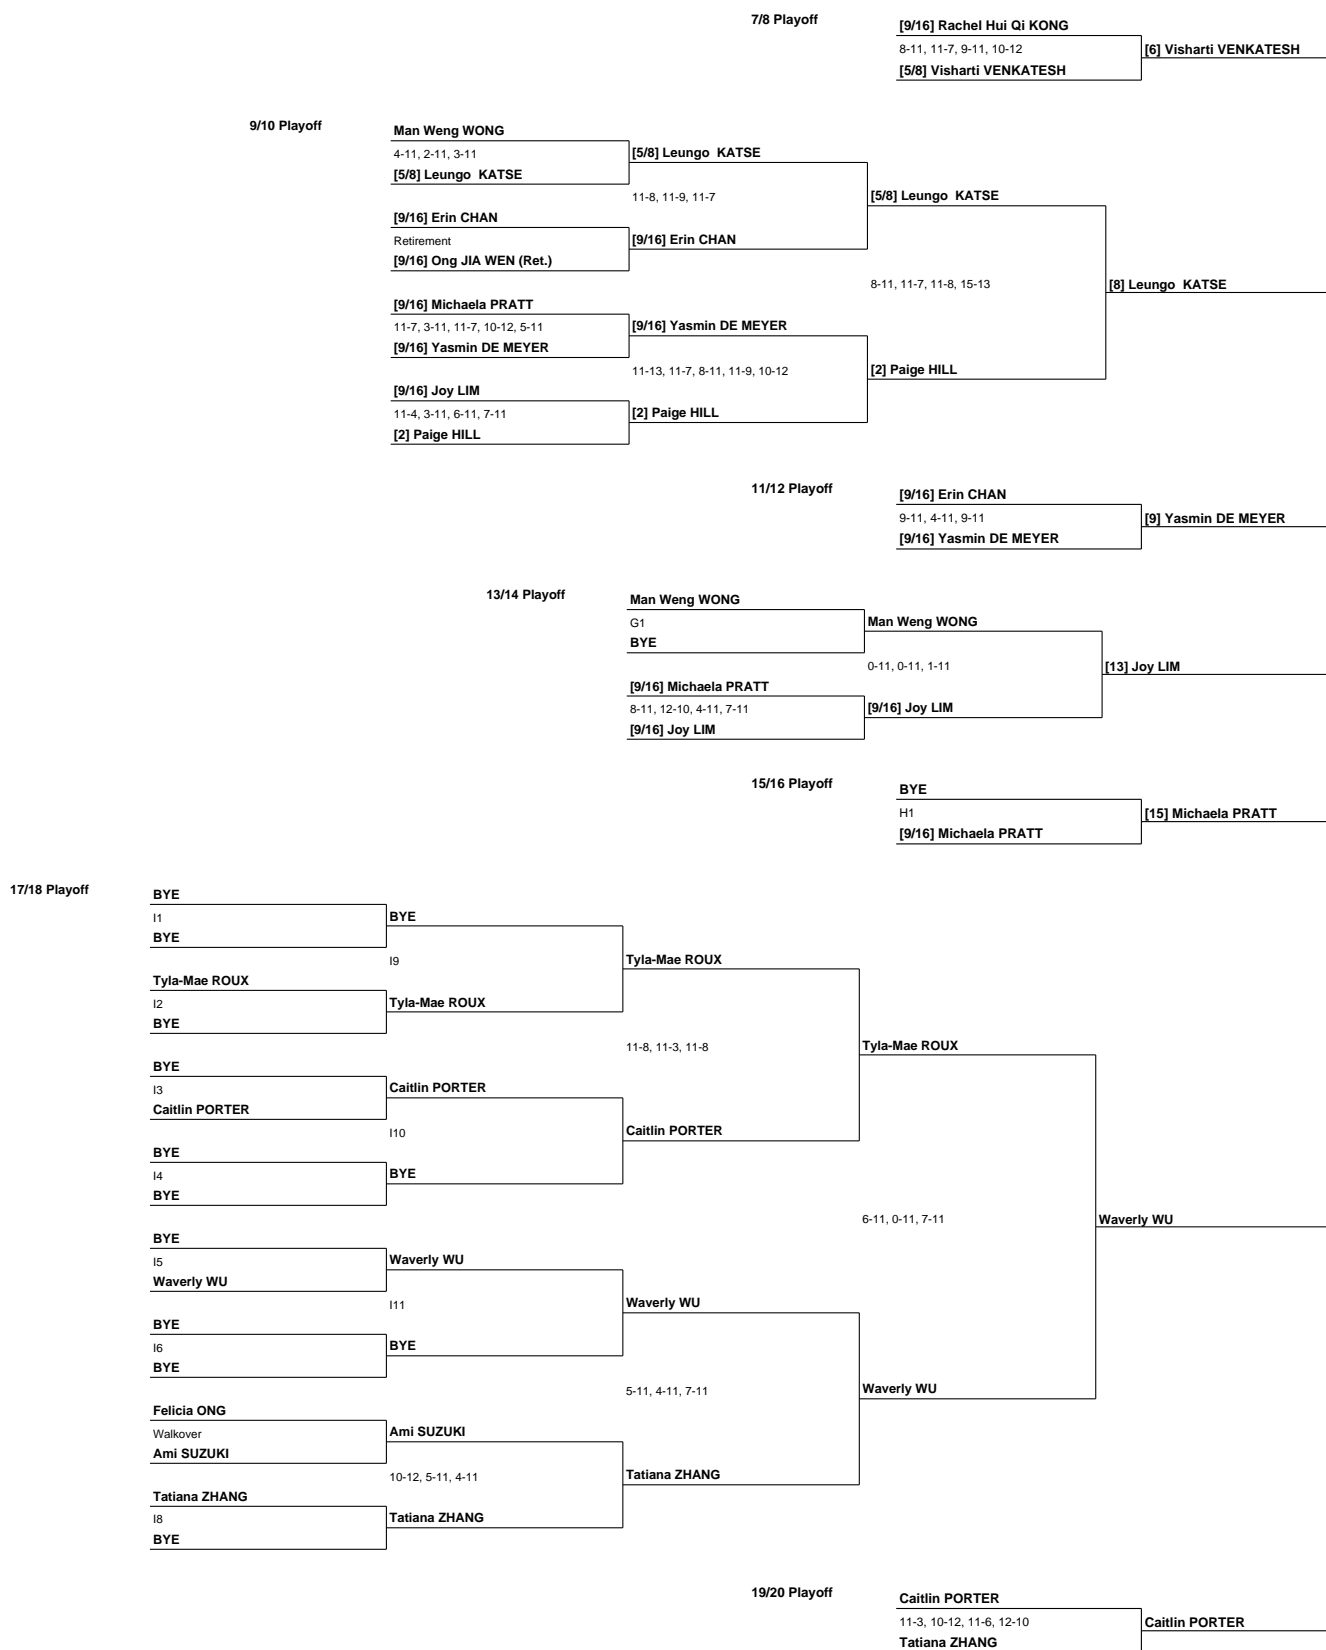 7/8 Playoff
[9/16] Rachel Hui Qi KONG
8-11, 11-7, 9-11, 10-12
[6] Visharti VENKATESH
[5/8] Visharti VENKATESH
9/10 Playoff
Man Weng WONG
4-11, 2-11, 3-11
[5/8] Leungo KATSE
[5/8] Leungo KATSE
11-8, 11-9, 11-7
[5/8] Leungo KATSE
[9/16] Erin CHAN
Retirement
[9/16] Erin CHAN
[9/16] Ong JIA WEN (Ret.)
8-11, 11-7, 11-8, 15-13
[8] Leungo KATSE
[9/16] Michaela PRATT
11-7, 3-11, 11-7, 10-12, 5-11
[9/16] Yasmin DE MEYER
[9/16] Yasmin DE MEYER
11-13, 11-7, 8-11, 11-9, 10-12
[2] Paige HILL
[9/16] Joy LIM
11-4, 3-11, 6-11, 7-11
[2] Paige HILL
[2] Paige HILL
11/12 Playoff
[9/16] Erin CHAN
9-11, 4-11, 9-11
[9] Yasmin DE MEYER
[9/16] Yasmin DE MEYER
13/14 Playoff
Man Weng WONG
G1
Man Weng WONG
BYE
0-11, 0-11, 1-11
[13] Joy LIM
[9/16] Michaela PRATT
8-11, 12-10, 4-11, 7-11
[9/16] Joy LIM
[9/16] Joy LIM
15/16 Playoff
BYE
H1
[15] Michaela PRATT
[9/16] Michaela PRATT
17/18 Playoff
BYE
I1
BYE
BYE
I9
Tyla-Mae ROUX
Tyla-Mae ROUX
I2
Tyla-Mae ROUX
BYE
11-8, 11-3, 11-8
Tyla-Mae ROUX
BYE
I3
Caitlin PORTER
Caitlin PORTER
I10
Caitlin PORTER
BYE
I4
BYE
BYE
6-11, 0-11, 7-11
Waverly WU
BYE
I5
Waverly WU
Waverly WU
I11
Waverly WU
BYE
I6
BYE
BYE
5-11, 4-11, 7-11
Waverly WU
Felicia ONG
Walkover
Ami SUZUKI
Ami SUZUKI
10-12, 5-11, 4-11
Tatiana ZHANG
Tatiana ZHANG
I8
Tatiana ZHANG
BYE
19/20 Playoff
Caitlin PORTER
11-3, 10-12, 11-6, 12-10
Caitlin PORTER
Tatiana ZHANG